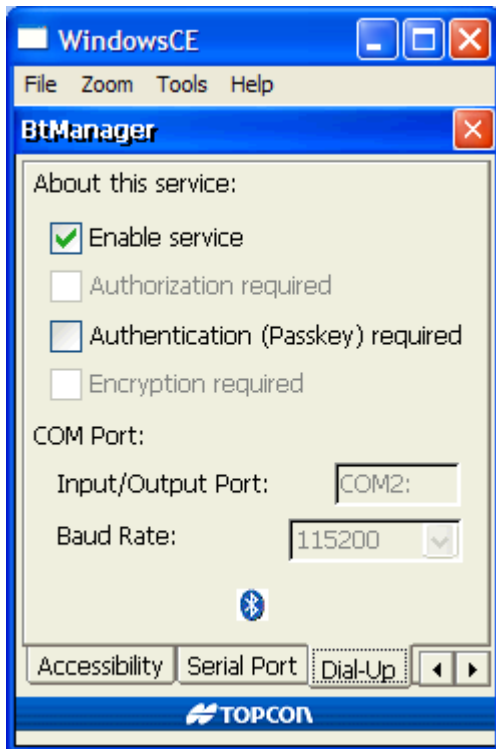 WindowsCE
File Zoom Tools Help
BtManager
About this service:
Enable service
Authorization required
Authentication (Passkey) required
Encryption required
COM Port:
Input/Output Port: COM2:
Baud Rate: 115200
Accessibility Serial Port Dial-Up
TOPCON